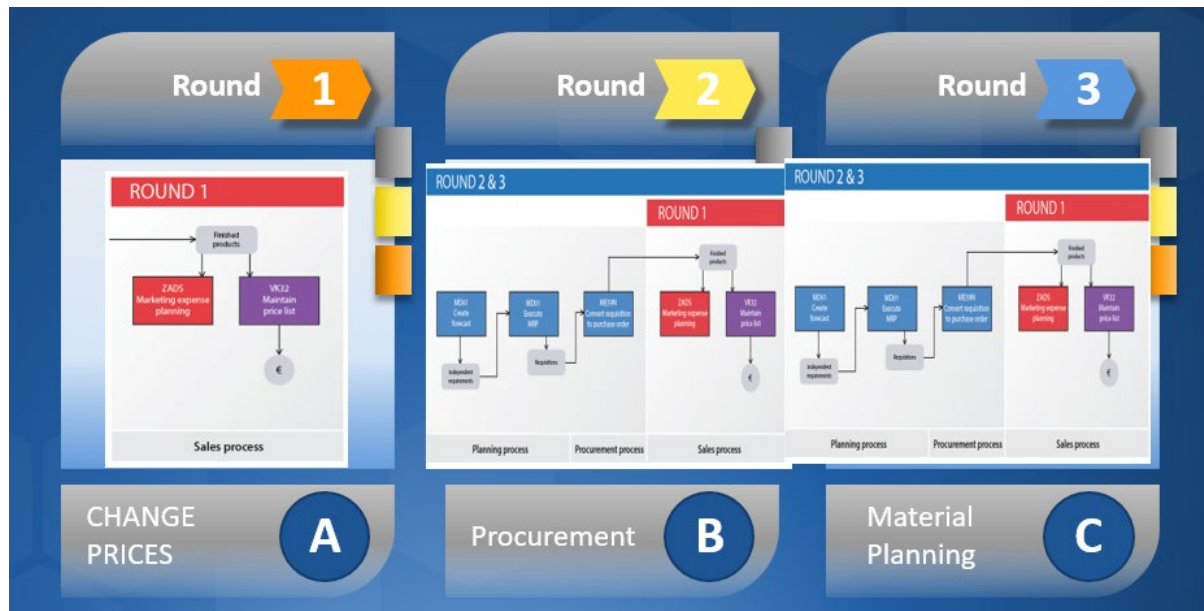 Round 1
Round 2
Round 3
ROUND 1
Finished
products
ZADS
Marketing expense
planning
VK32
Maintain
price list
€
Sales process
ROUND 2 & 3
ROUND 1
Finished
products
MD61
Create
forecast
MD01
Execute
MRP
ME59N
Convert requisition
to purchase order
ZADS
Marketing expense
planning
VK32
Maintain
price list
Independent
requirements
Requisitions
€
Planning process
Procurement process
Sales process
ROUND 2 & 3
ROUND 1
Finished
products
MD61
Create
forecast
MD01
Execute
MRP
ME59N
Convert requisition
to purchase order
ZADS
Marketing expense
planning
VK32
Maintain
price list
Independent
requirements
Requisitions
€
Planning process
Procurement process
Sales process
CHANGE
PRICES
A
Procurement
B
Material
Planning
C